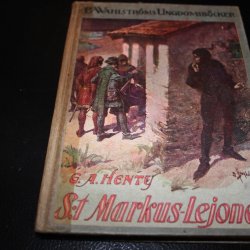 B. Wahlströms Ungdomsböcker
G. A. Henty
S:t Markus-Lejonet